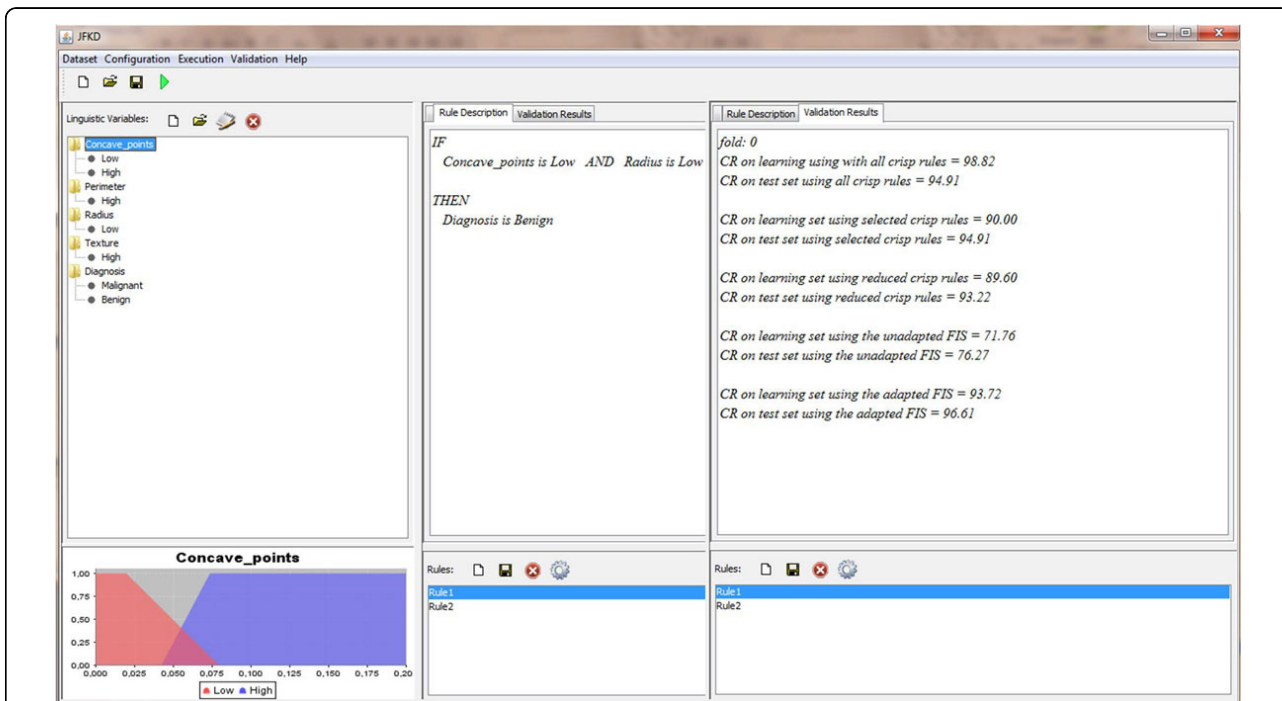 JFKD
Dataset Configuration Execution Validation Help
Linguistic Variables:
Concave_points
Low
High
Perimeter
High
Radius
Low
Texture
High
Diagnosis
Malignant
Benign
Concave_points
1,00
0,75
0,50
0,25
0,00
0,000 0,025 0,050 0,075 0,100 0,125 0,150 0,175 0,20
Low High
Rule Description Validation Results
IF
Concave_points is Low AND Radius is Low
THEN
Diagnosis is Benign
Rules:
Rule1
Rule2
Rule Description Validation Results
fold: 0
CR on learning using with all crisp rules = 98.82
CR on test set using all crisp rules = 94.91
CR on learning set using selected crisp rules = 90.00
CR on test set using selected crisp rules = 94.91
CR on learning set using reduced crisp rules = 89.60
CR on test set using reduced crisp rules = 93.22
CR on learning set using the unadapted FIS = 71.76
CR on test set using the unadapted FIS = 76.27
CR on learning set using the adapted FIS = 93.72
CR on test set using the adapted FIS = 96.61
Rules:
Rule1
Rule2